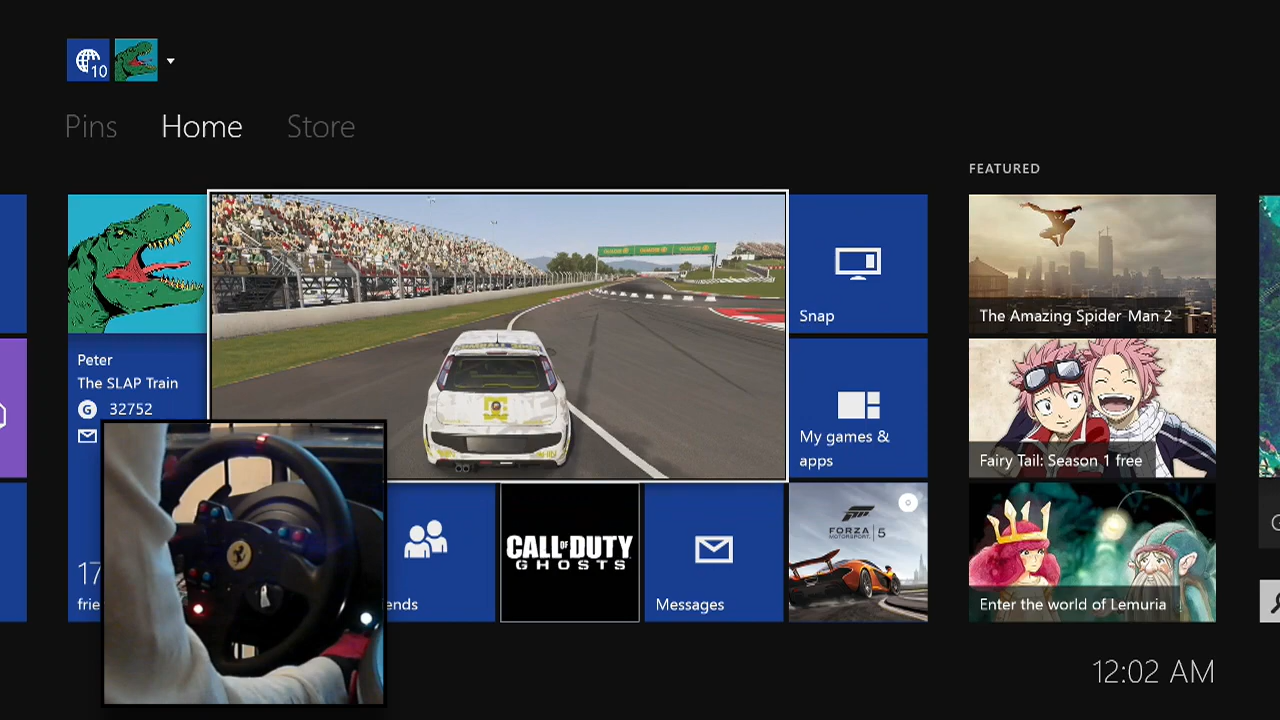 10
Pins Home Store
FEATURED
Peter
The SLAP Train
G 32752
Snap
The Amazing Spider-Man 2
My games &
apps
Fairy Tail: Season 1 free
17
frie
ends
CALL OF DUTY
GHOSTS
Messages
FORZA
MOTORSPORT 5
Enter the world of Lemuria
12:02 AM